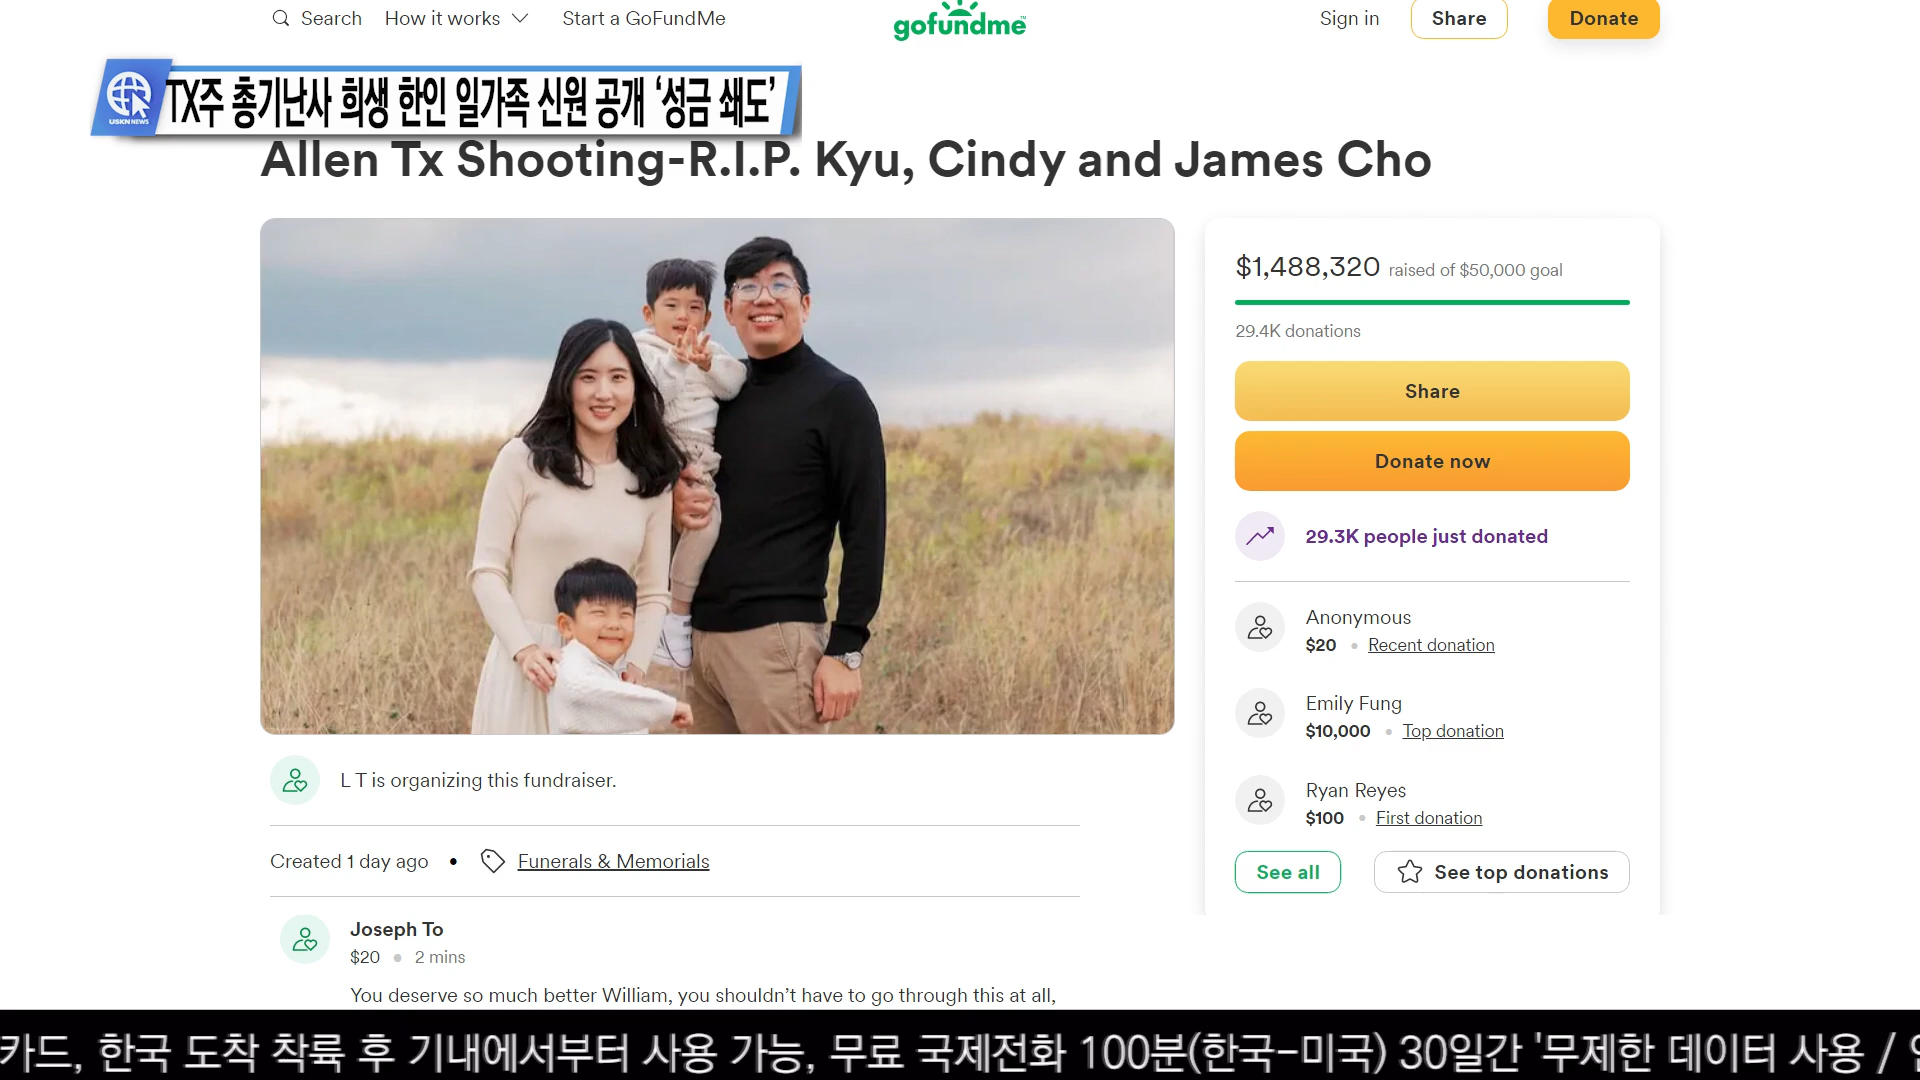 Search
How it works
Start a GoFundMe
gofundme
Sign in
Share
Donate
USKN NEWS
TX주 총기난사 희생 한인 일가족 신원 공개 ‘성금 쇄도’
Allen Tx Shooting-R.I.P. Kyu, Cindy and James Cho
$1,488,320 raised of $50,000 goal
29.4K donations
Share
Donate now
29.3K people just donated
Anonymous
$20 • Recent donation
Emily Fung
$10,000 • Top donation
Ryan Reyes
$100 • First donation
See all
See top donations
L T is organizing this fundraiser.
Created 1 day ago • Funerals & Memorials
Joseph To
$20 • 2 mins
You deserve so much better William, you shouldn’t have to go through this at all,
카드, 한국 도착 착륙 후 기내에서부터 사용 가능, 무료 국제전화 100분(한국-미국) 30일간 '무제한 데이터 사용 /